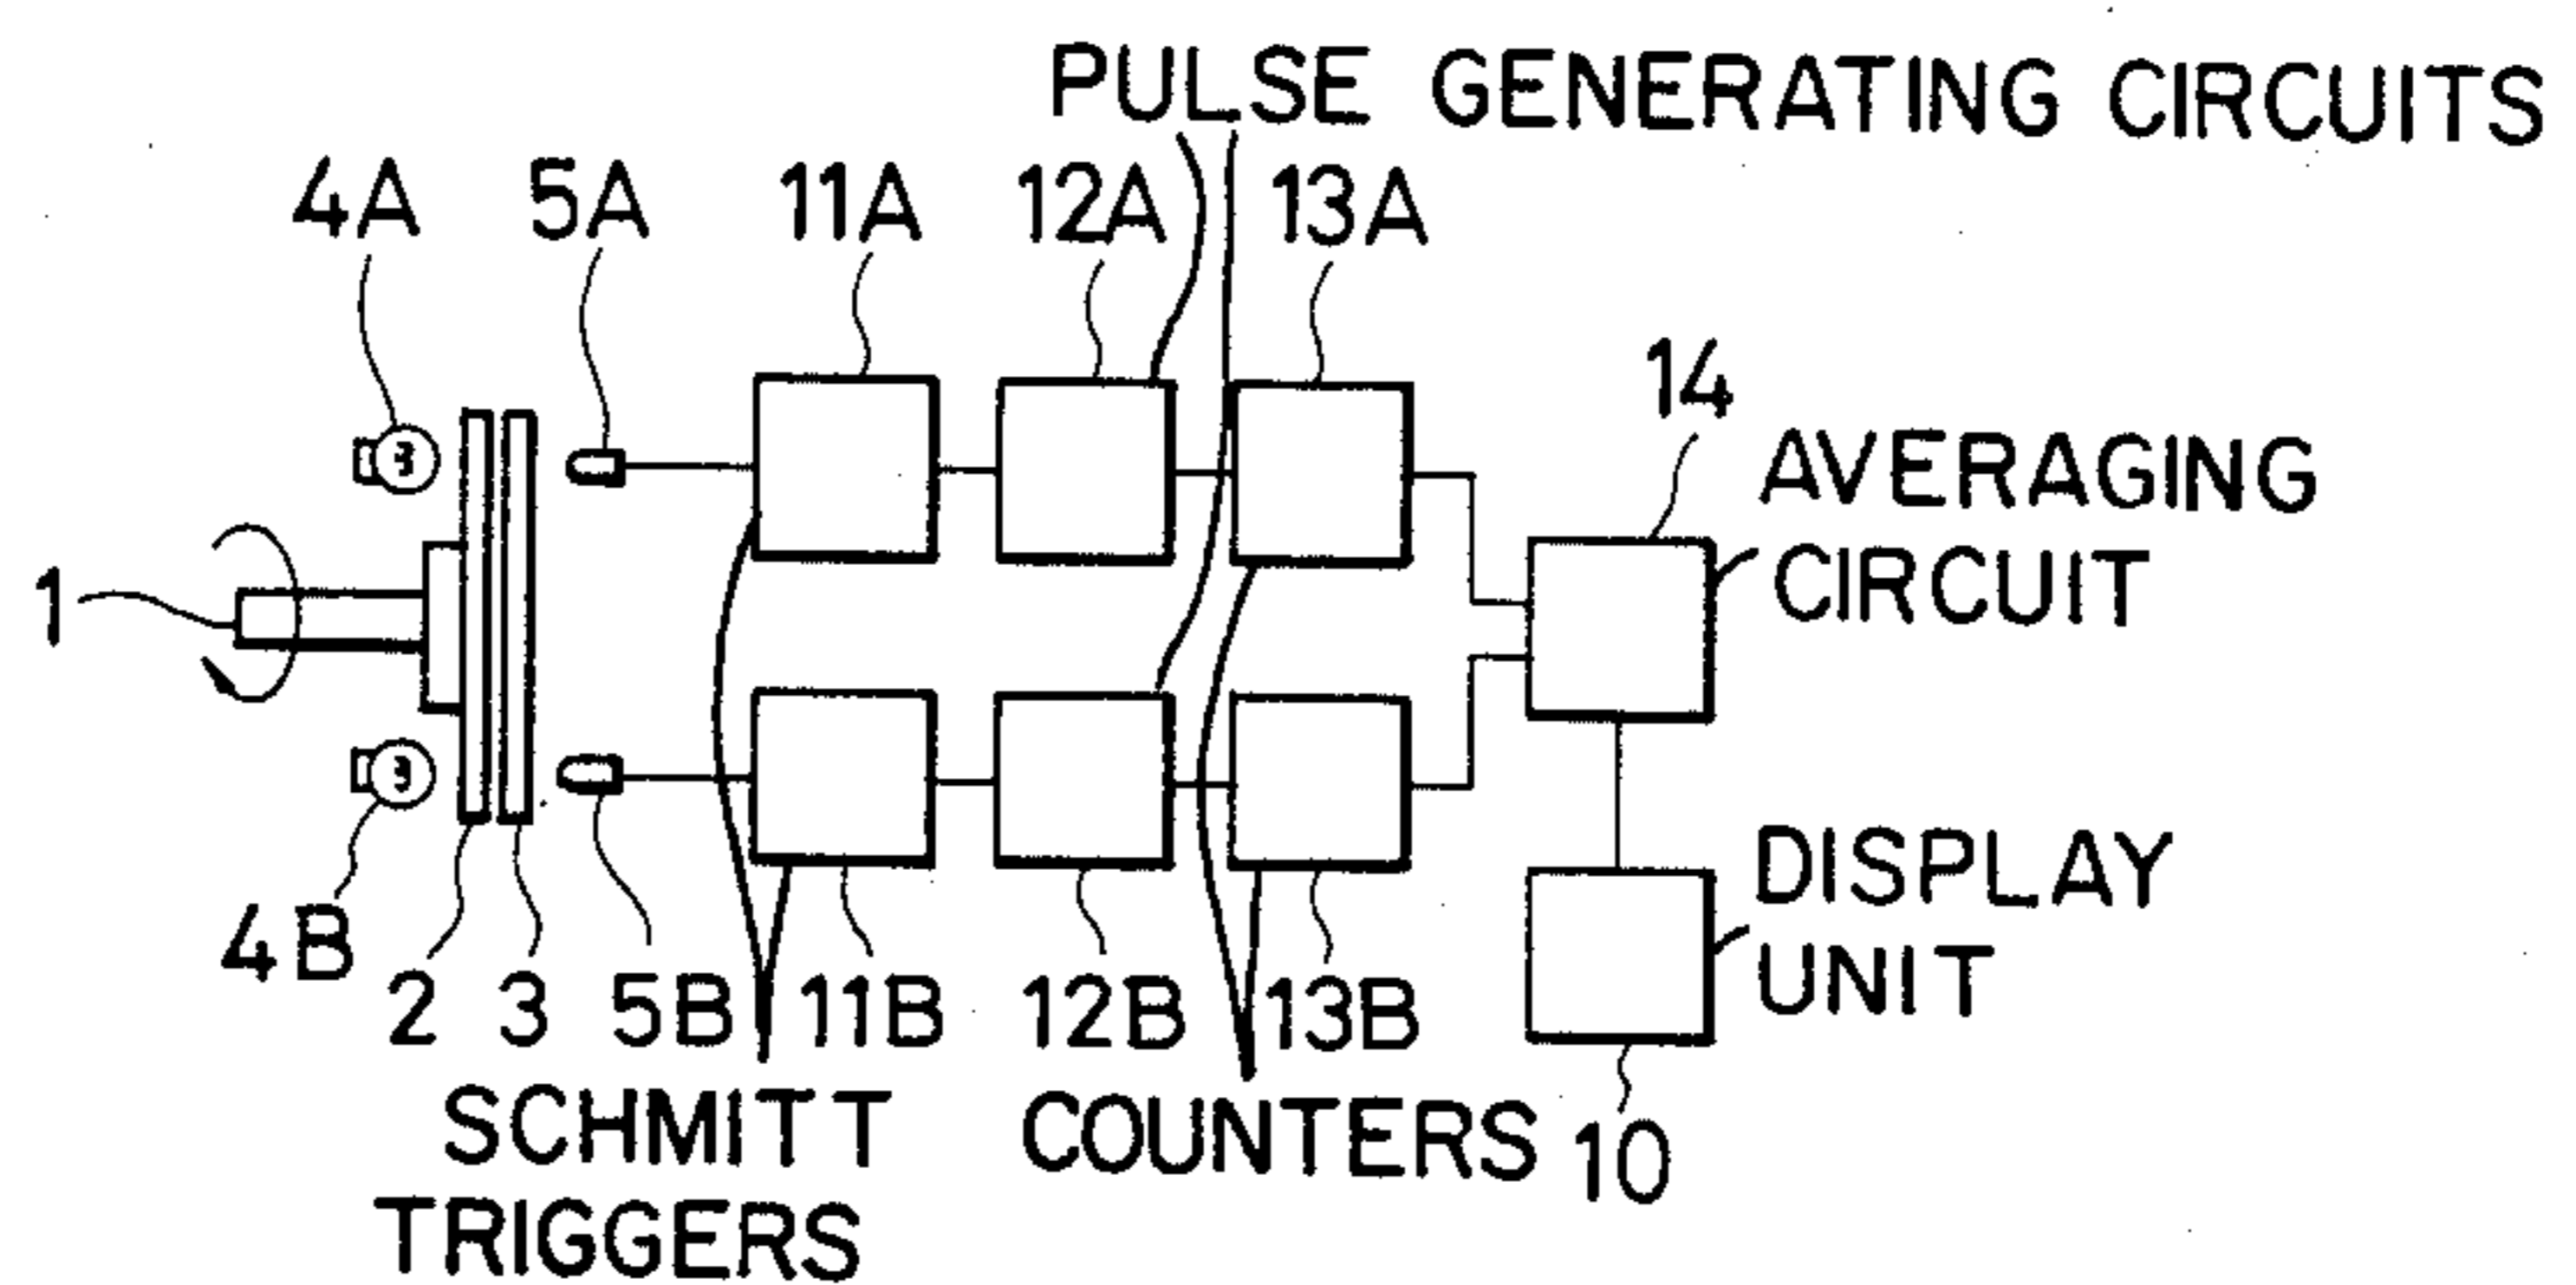 PULSE GENERATING CIRCUITS
4A 5A 11A 12A 13A
14
AVERAGING
CIRCUIT
1
DISPLAY
UNIT
4B 2 3 5B 11B 12B 13B
SCHMITT
TRIGGERS
COUNTERS
10